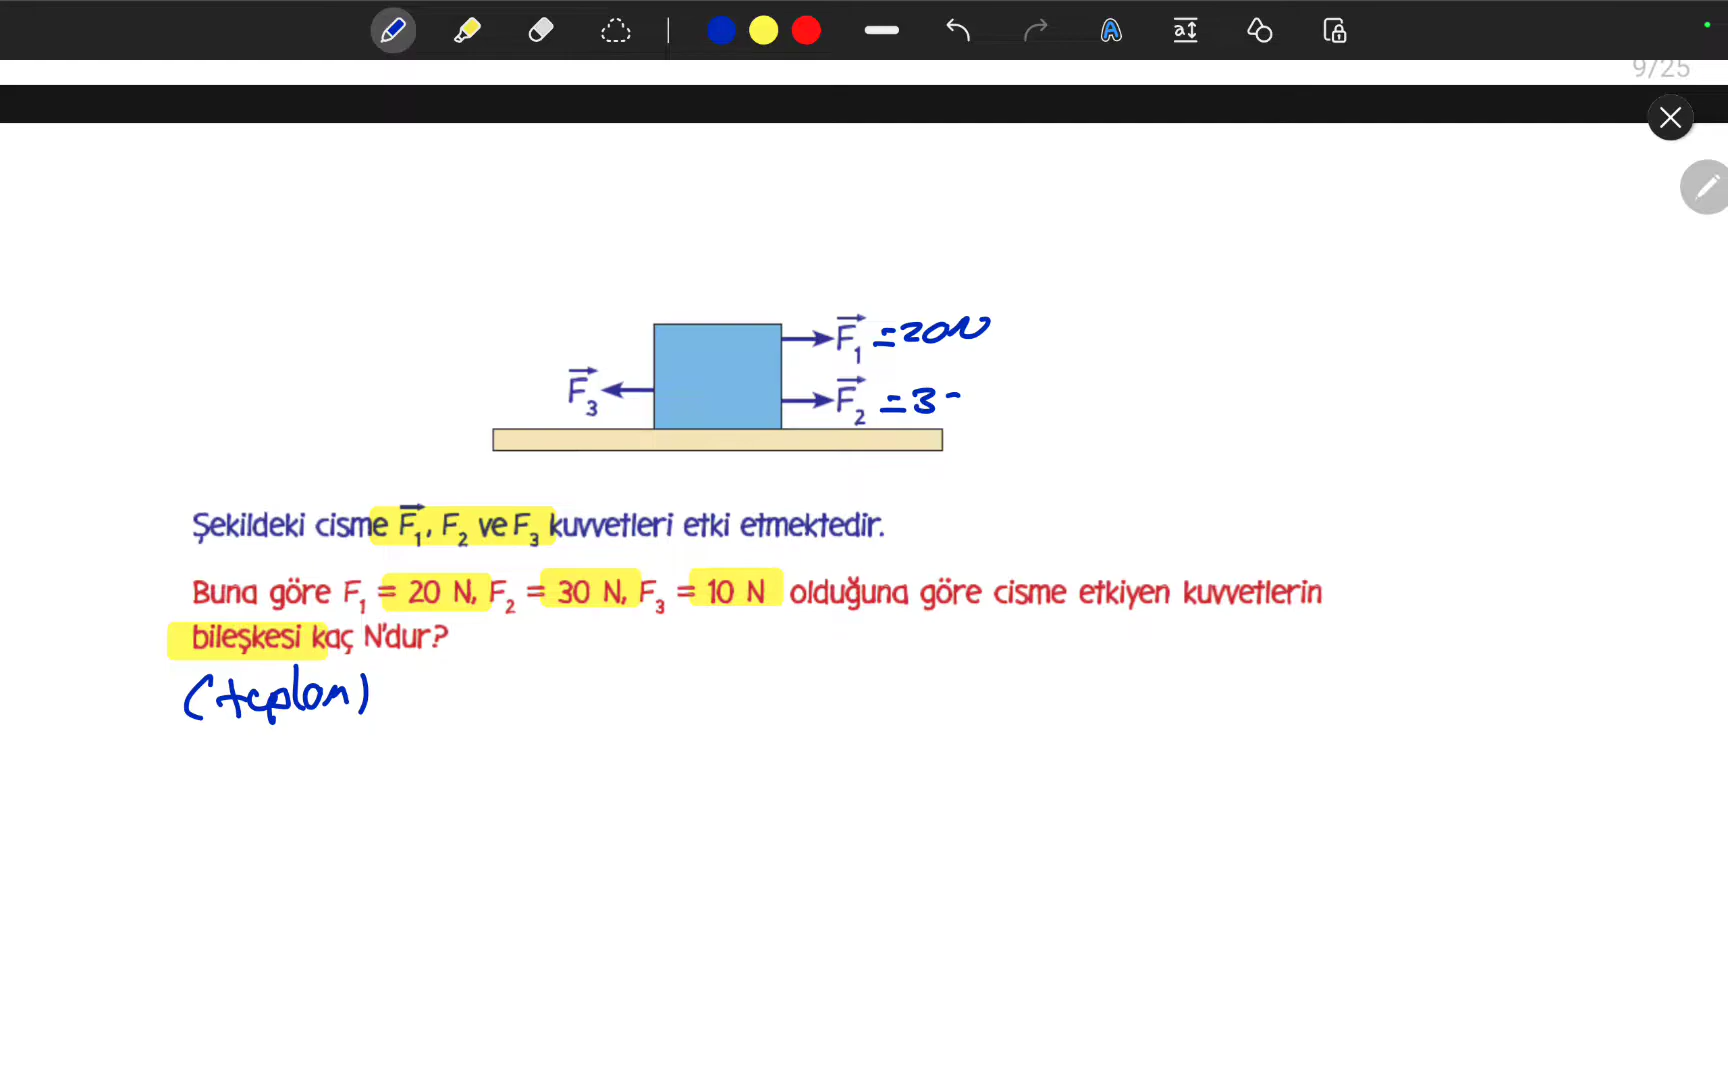 9/25
F₁ = 20N
F₃
F₂ = 3
Şekildeki cisme F₁, F₂ ve F₃ kuvvetleri etki etmektedir.
Buna göre F₁ = 20 N, F₂ = 30 N, F₃ = 10 N olduğuna göre cisme etkiyen kuvvetlerin
bileşkesi kaç N'dur?
(toplam)